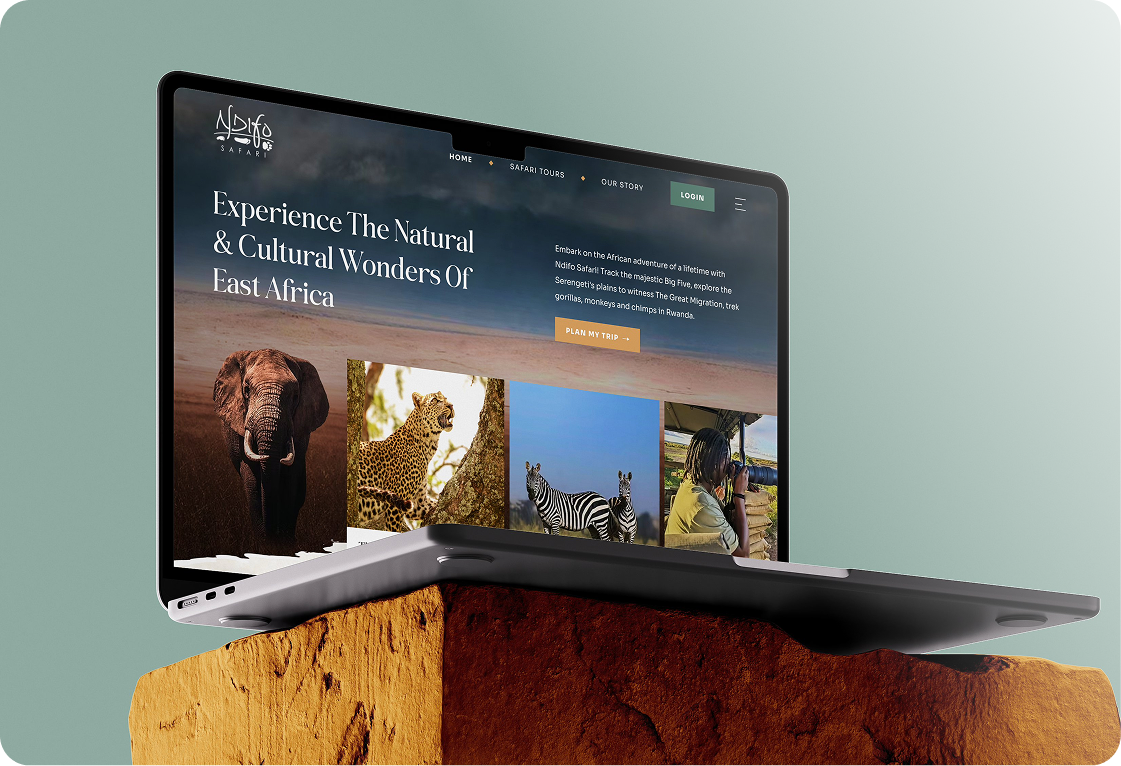 NDifo
SAFARI
HOME
SAFARI TOURS
OUR STORY
LOGIN
Experience The Natural
& Cultural Wonders Of
East Africa
Embark on the African adventure of a lifetime with
Ndifo Safari! Track the majestic Big Five, explore the
Serengeti's plains to witness The Great Migration, trek
gorillas, monkeys and chimps in Rwanda.
PLAN MY TRIP →